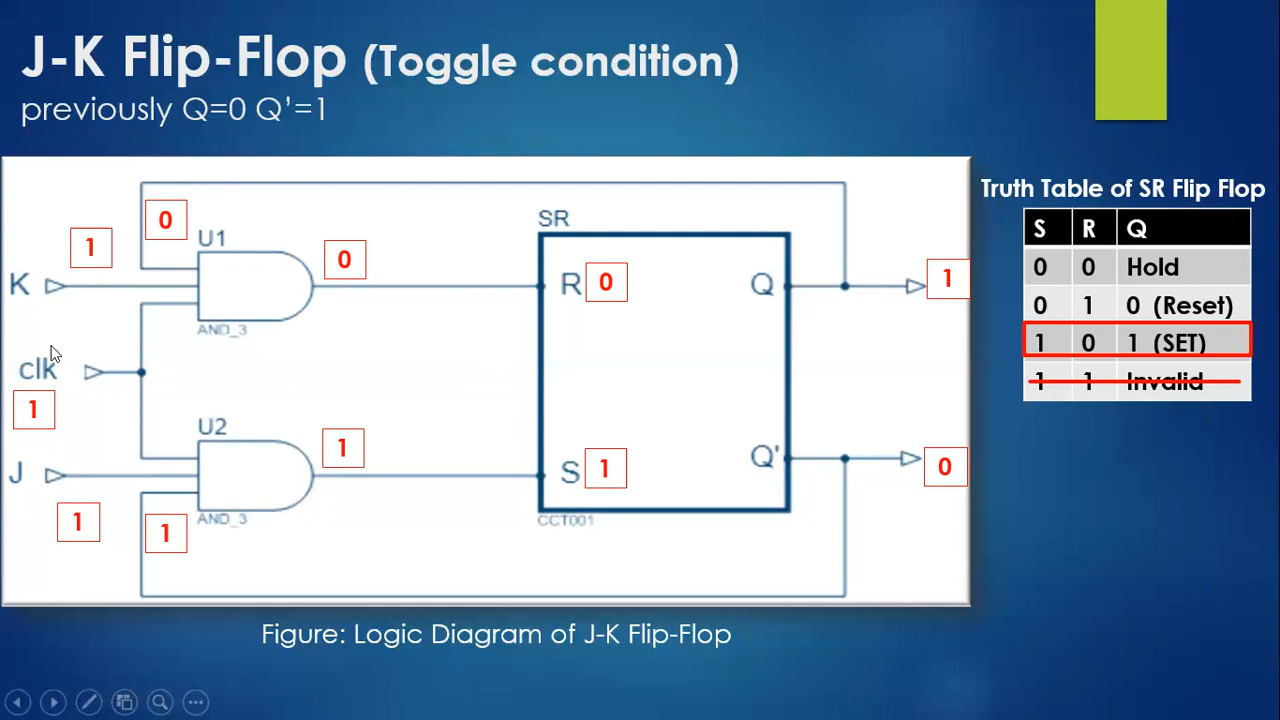 J-K Flip-Flop (Toggle condition)
previously Q=0 Q’=1
Truth Table of SR Flip Flop
S R Q
0 0 Hold
0 1 0 (Reset)
1 0 1 (SET)
1 1 Invalid
0
1
U1
0
K
AND_3
SR
R 0
Q
1
clk
1
U2
1
J
1
1
AND_3
S 1
Q'
0
CCT001
Figure: Logic Diagram of J-K Flip-Flop